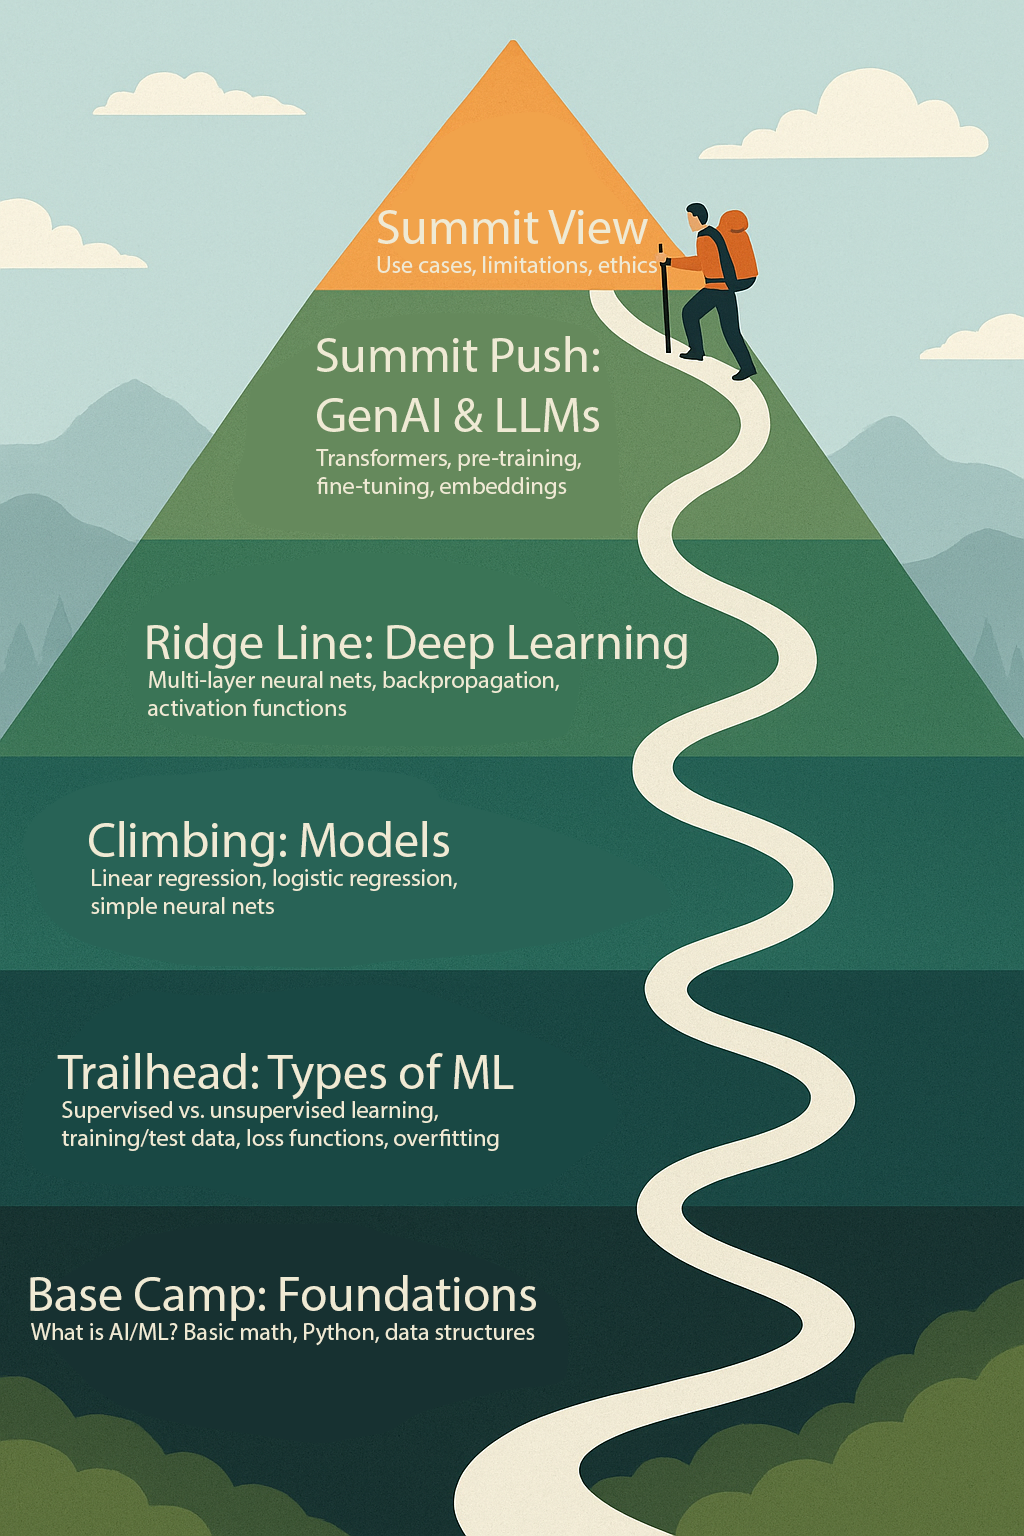 Summit View
Use cases, limitations, ethics
Summit Push:
GenAI & LLMs
Transformers, pre-training,
fine-tuning, embeddings
Ridge Line: Deep Learning
Multi-layer neural nets, backpropagation,
activation functions
Climbing: Models
Linear regression, logistic regression,
simple neural nets
Trailhead: Types of ML
Supervised vs. unsupervised learning,
training/test data, loss functions, overfitting
Base Camp: Foundations
What is AI/ML? Basic math, Python, data structures